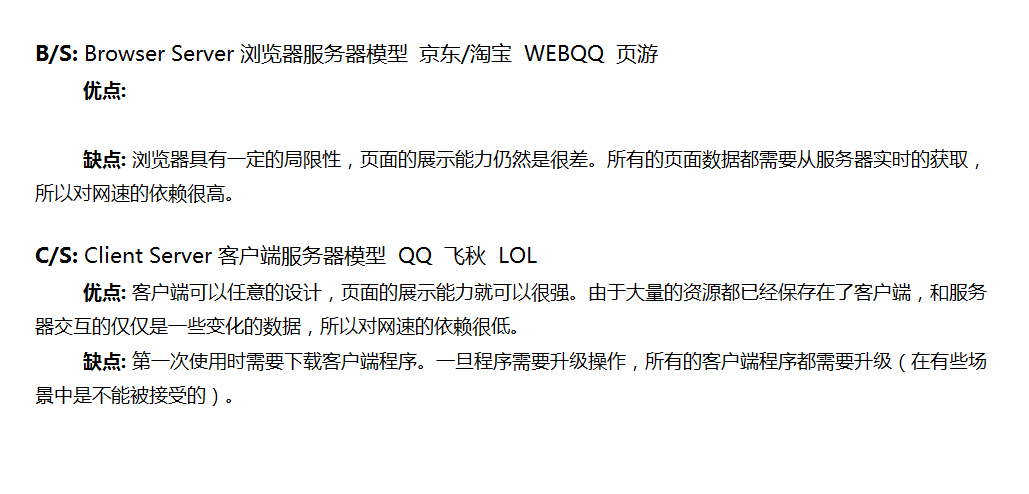 B/S: Browser Server 浏览器服务器模型 京东/淘宝 WEBQQ 页游
优点:
缺点: 浏览器具有一定的局限性，页面的展示能力仍然是很差。所有的页面数据都需要从服务器实时的获取，
所以对网速的依赖很高。
C/S: Client Server 客户端服务器模型 QQ 飞秋 LOL
优点: 客户端可以任意的设计，页面的展示能力就可以很强。由于大量的资源都已经保存在了客户端，和服务
器交互的仅仅是一些变化的数据，所以对网速的依赖很低。
缺点: 第一次使用时需要下载客户端程序。一旦程序需要升级操作，所有的客户端程序都需要升级（在有些场
景中是不能被接受的）。